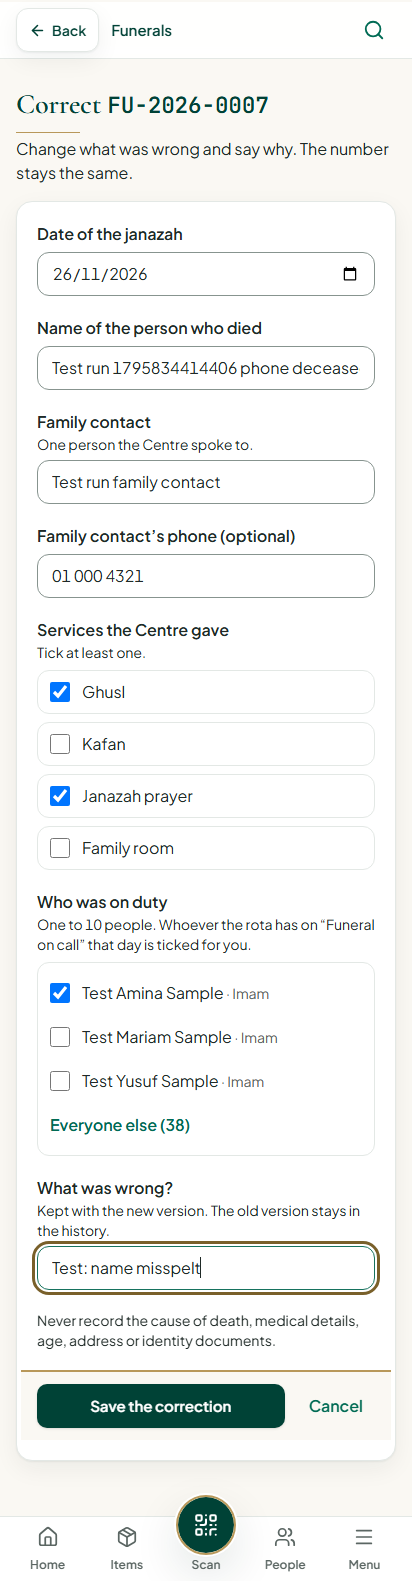 Back
Funerals
Correct FU-2026-0007
Change what was wrong and say why. The number
stays the same.
Date of the janazah
26/11/2026
Name of the person who died
Test run 1795834414406 phone decease
Family contact
One person the Centre spoke to.
Test run family contact
Family contact’s phone (optional)
01 000 4321
Services the Centre gave
Tick at least one.
Ghusl
Kafan
Janazah prayer
Family room
Who was on duty
One to 10 people. Whoever the rota has on “Funeral
on call” that day is ticked for you.
Test Amina Sample · Imam
Test Mariam Sample · Imam
Test Yusuf Sample · Imam
Everyone else (38)
What was wrong?
Kept with the new version. The old version stays in
the history.
Test: name misspelt
Never record the cause of death, medical details,
age, address or identity documents.
Save the correction
Cancel
Home
Items
Scan
People
Menu